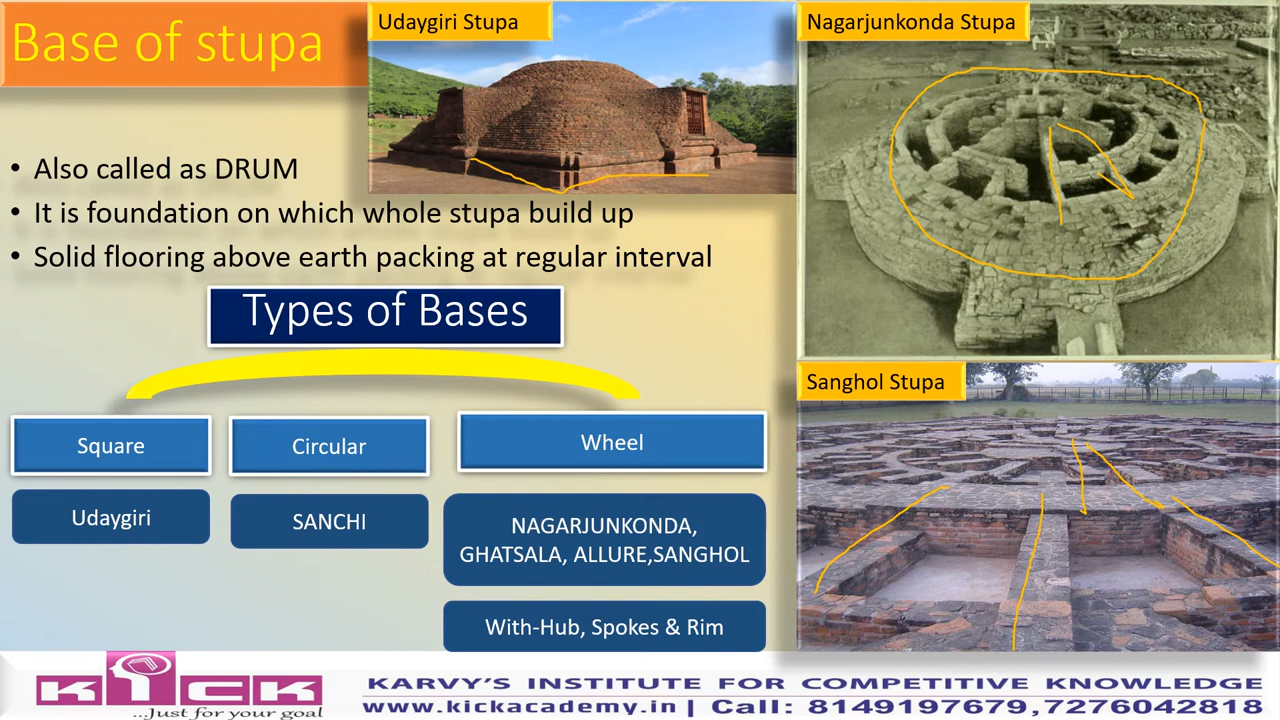 Base of stupa
Udaygiri Stupa
Nagarjunkonda Stupa
• Also called as DRUM
• It is foundation on which whole stupa build up
• Solid flooring above earth packing at regular interval
Types of Bases
Sanghol Stupa
Square
Circular
Wheel
Udaygiri
SANCHI
NAGARJUNKONDA,
GHATSALA, ALLURE,SANGHOL
With-Hub, Spokes & Rim
KICK
...Just for your goal
KARVY'S INSTITUTE FOR COMPETITIVE KNOWLEDGE
www.kickacademy.in | Call: 8149197679,7276042818